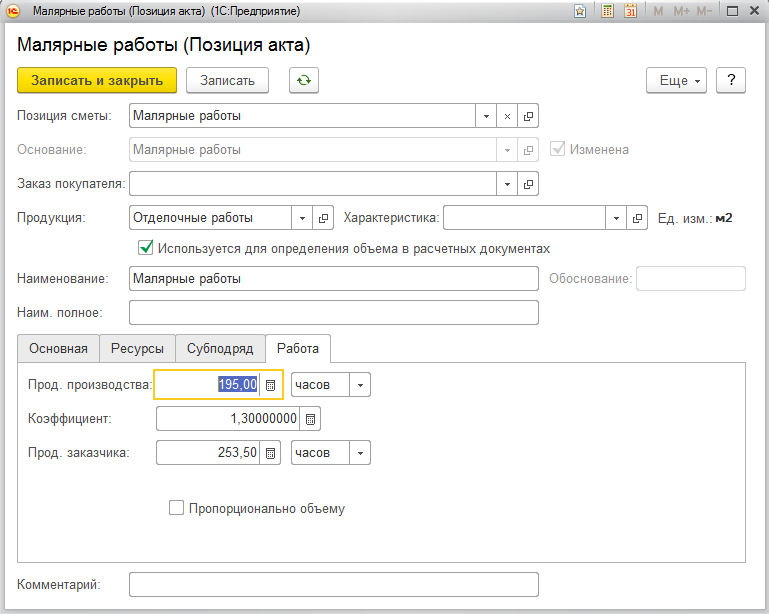 Малярные работы (Позиция акта) (1С:Предприятие) 31 M M+ M-
Малярные работы (Позиция акта)
Записать и закрыть Записать Еще ?
Позиция сметы: Малярные работы
Основание: Малярные работы Изменена
Заказ покупателя:
Продукция: Отделочные работы Характеристика: Ед. изм.: м2
Используется для определения объема в расчетных документах
Наименование: Малярные работы Обоснование:
Наим. полное:
Основная Ресурсы Субподряд Работа
Прод. производства: 195,00 часов
Коэффициент: 1,30000000
Прод. заказчика: 253,50 часов
Пропорционально объему
Комментарий: